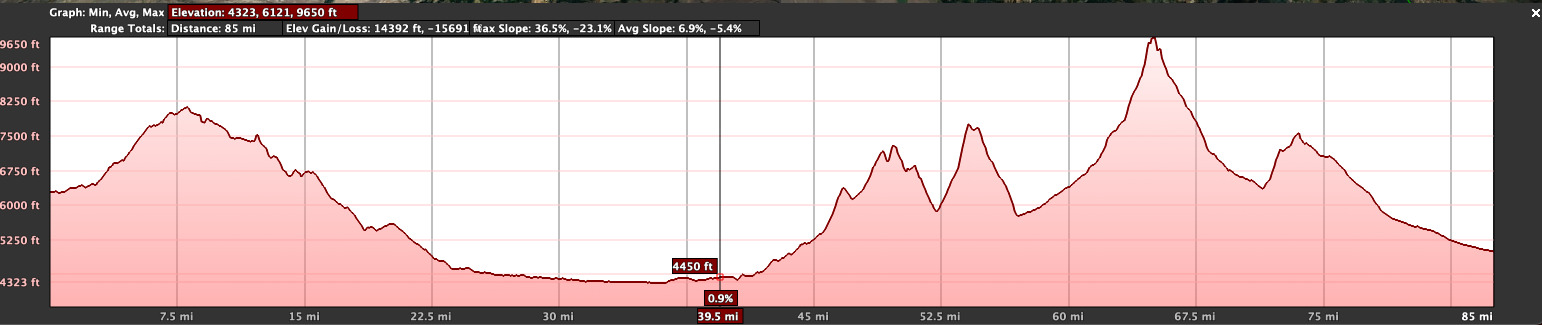 Graph: Min, Avg, Max Elevation: 4323, 6121, 9650 ft
Range Totals: Distance: 85 mi Elev Gain/Loss: 14392 ft, -15691 Max Slope: 36.5%, -23.1% Avg Slope: 6.9%, -5.4%
9650 ft
9000 ft
8250 ft
7500 ft
6750 ft
6000 ft
5250 ft
4450 ft
4323 ft
0.9%
7.5 mi 15 mi 22.5 mi 30 mi 39.5 mi 45 mi 52.5 mi 60 mi 67.5 mi 75 mi 85 mi